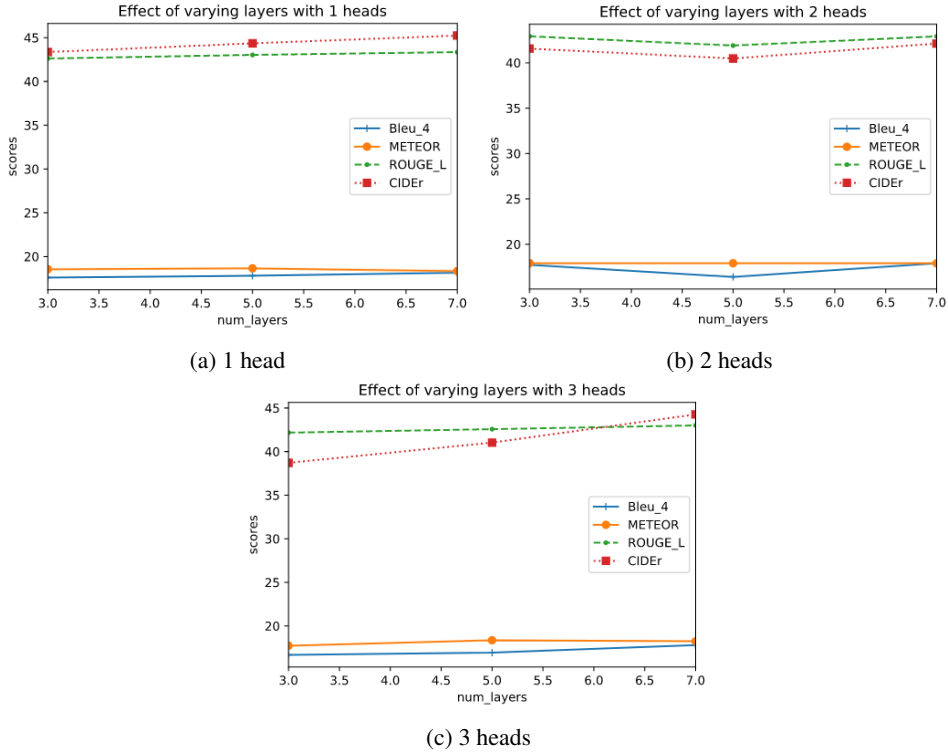 Effect of varying layers with 1 heads
45
40
35
30
25
20
scores
Bleu_4
METEOR
ROUGE_L
CIDEr
3.0 3.5 4.0 4.5 5.0 5.5 6.0 6.5 7.0
num_layers
(a) 1 head
Effect of varying layers with 2 heads
40
35
30
25
20
scores
Bleu_4
METEOR
ROUGE_L
CIDEr
3.0 3.5 4.0 4.5 5.0 5.5 6.0 6.5 7.0
num_layers
(b) 2 heads
Effect of varying layers with 3 heads
45
40
35
30
25
20
scores
Bleu_4
METEOR
ROUGE_L
CIDEr
3.0 3.5 4.0 4.5 5.0 5.5 6.0 6.5 7.0
num_layers
(c) 3 heads